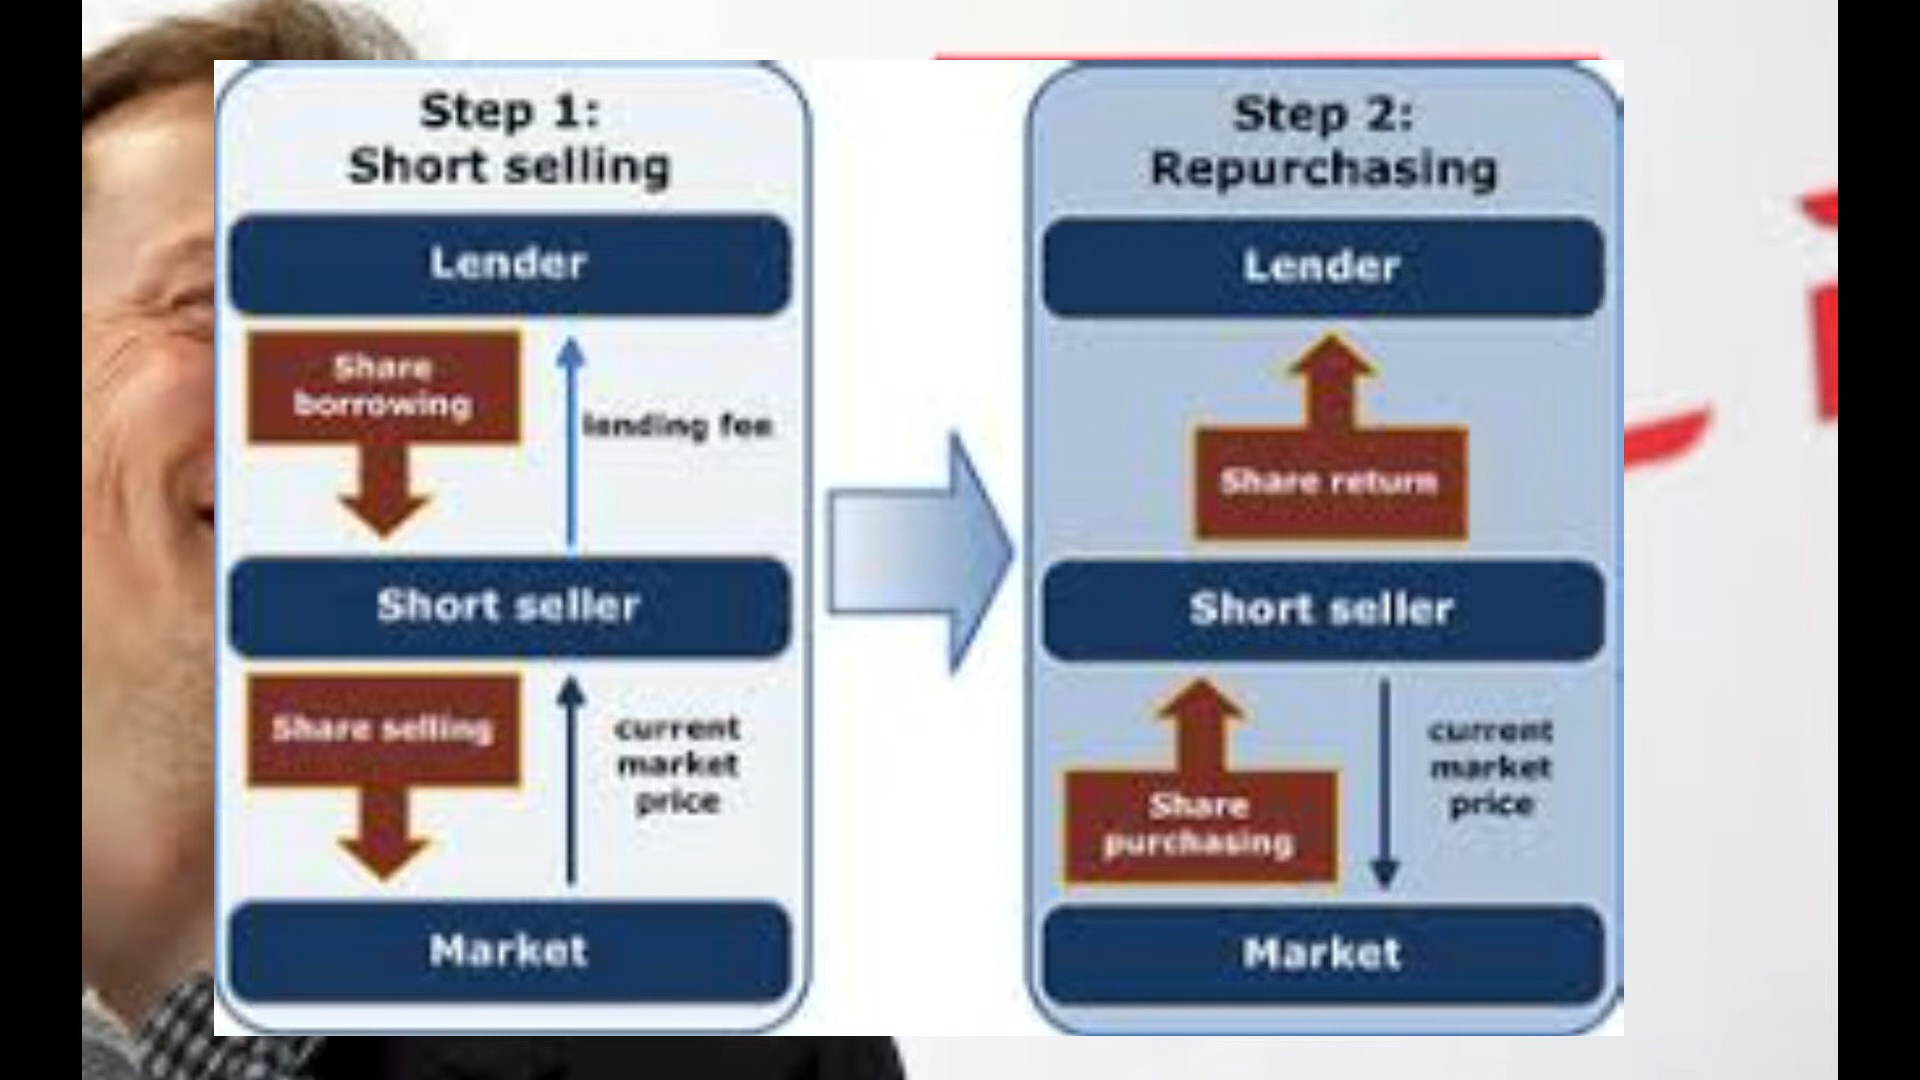 Step 1:
Short selling
Lender
Share
borrowing
lending fee
Short seller
Share selling
current
market
price
Market
Step 2:
Repurchasing
Lender
Share return
Short seller
Share
purchasing
current
market
price
Market